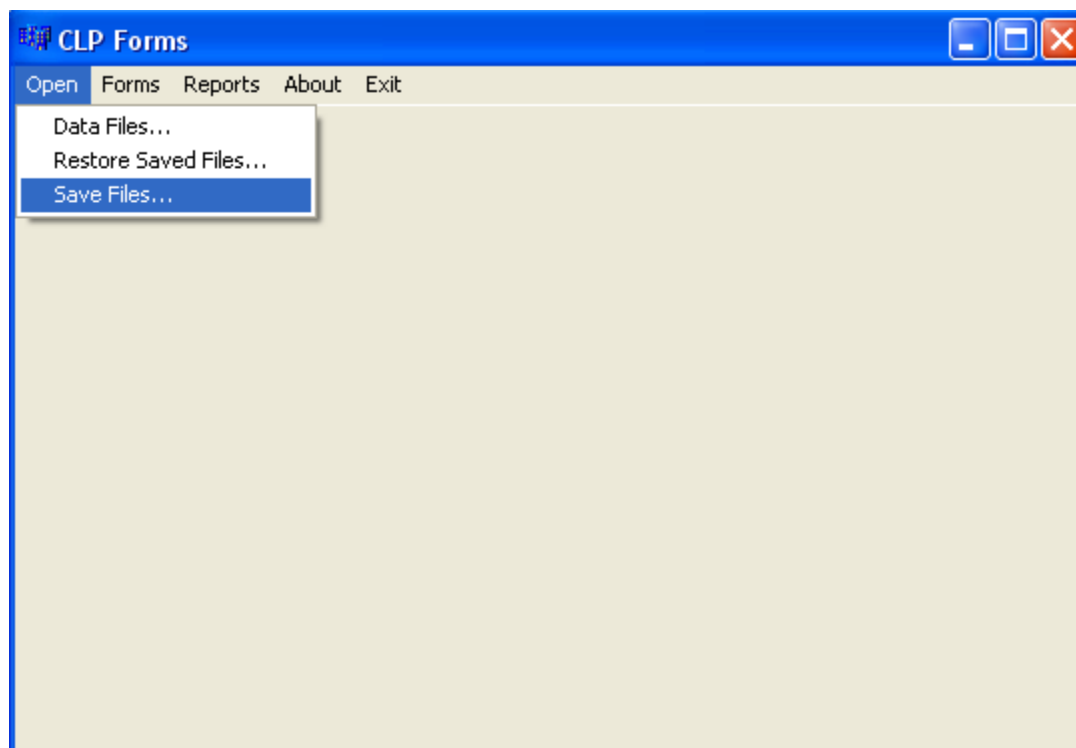 CLP Forms
Open Forms Reports About Exit
Data Files...
Restore Saved Files...
Save Files...